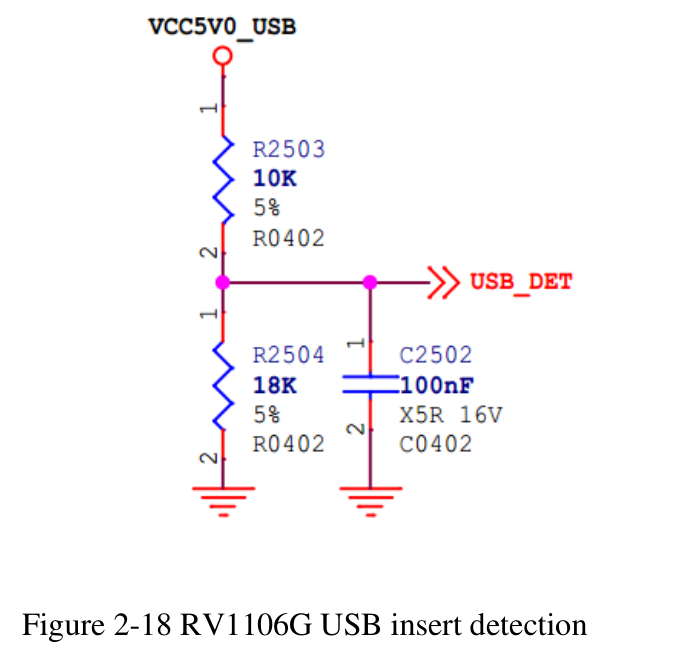 VCC5V0_USB
1
R2503
10K
5%
R0402
2
USB_DET
1
R2504
18K
5%
R0402
2
1
C2502
100nF
X5R 16V
C0402
2
Figure 2-18 RV1106G USB insert detection